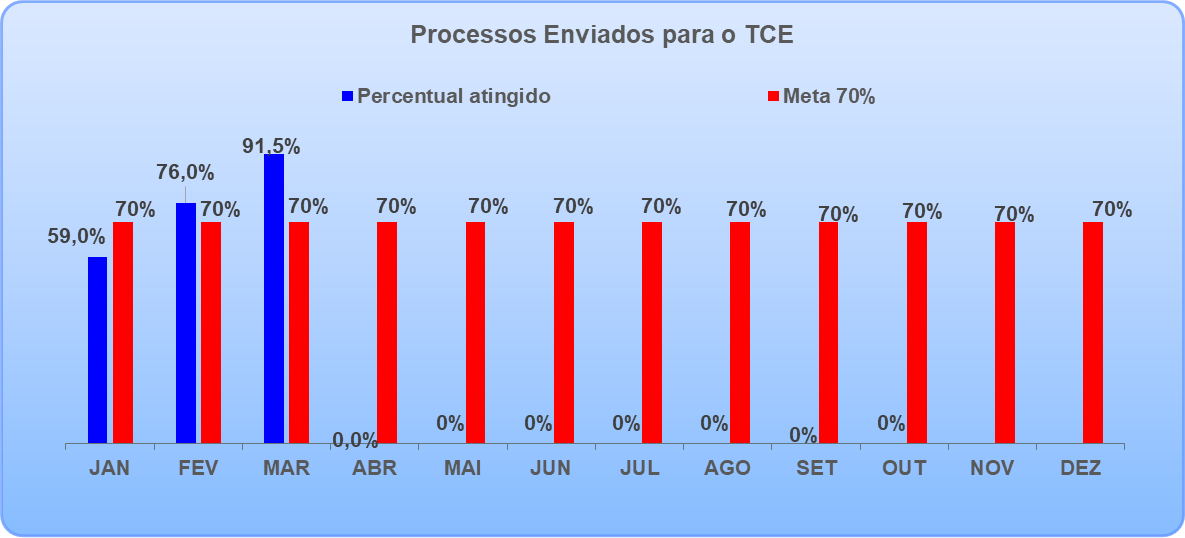 Processos Enviados para o TCE
Percentual atingido Meta 70%
91,5%
76,0%
59,0% 70% 70% 70% 70% 70% 70% 70% 70% 70% 70% 70% 70%
0,0% 0% 0% 0% 0% 0% 0%
JAN FEV MAR ABR MAI JUN JUL AGO SET OUT NOV DEZ